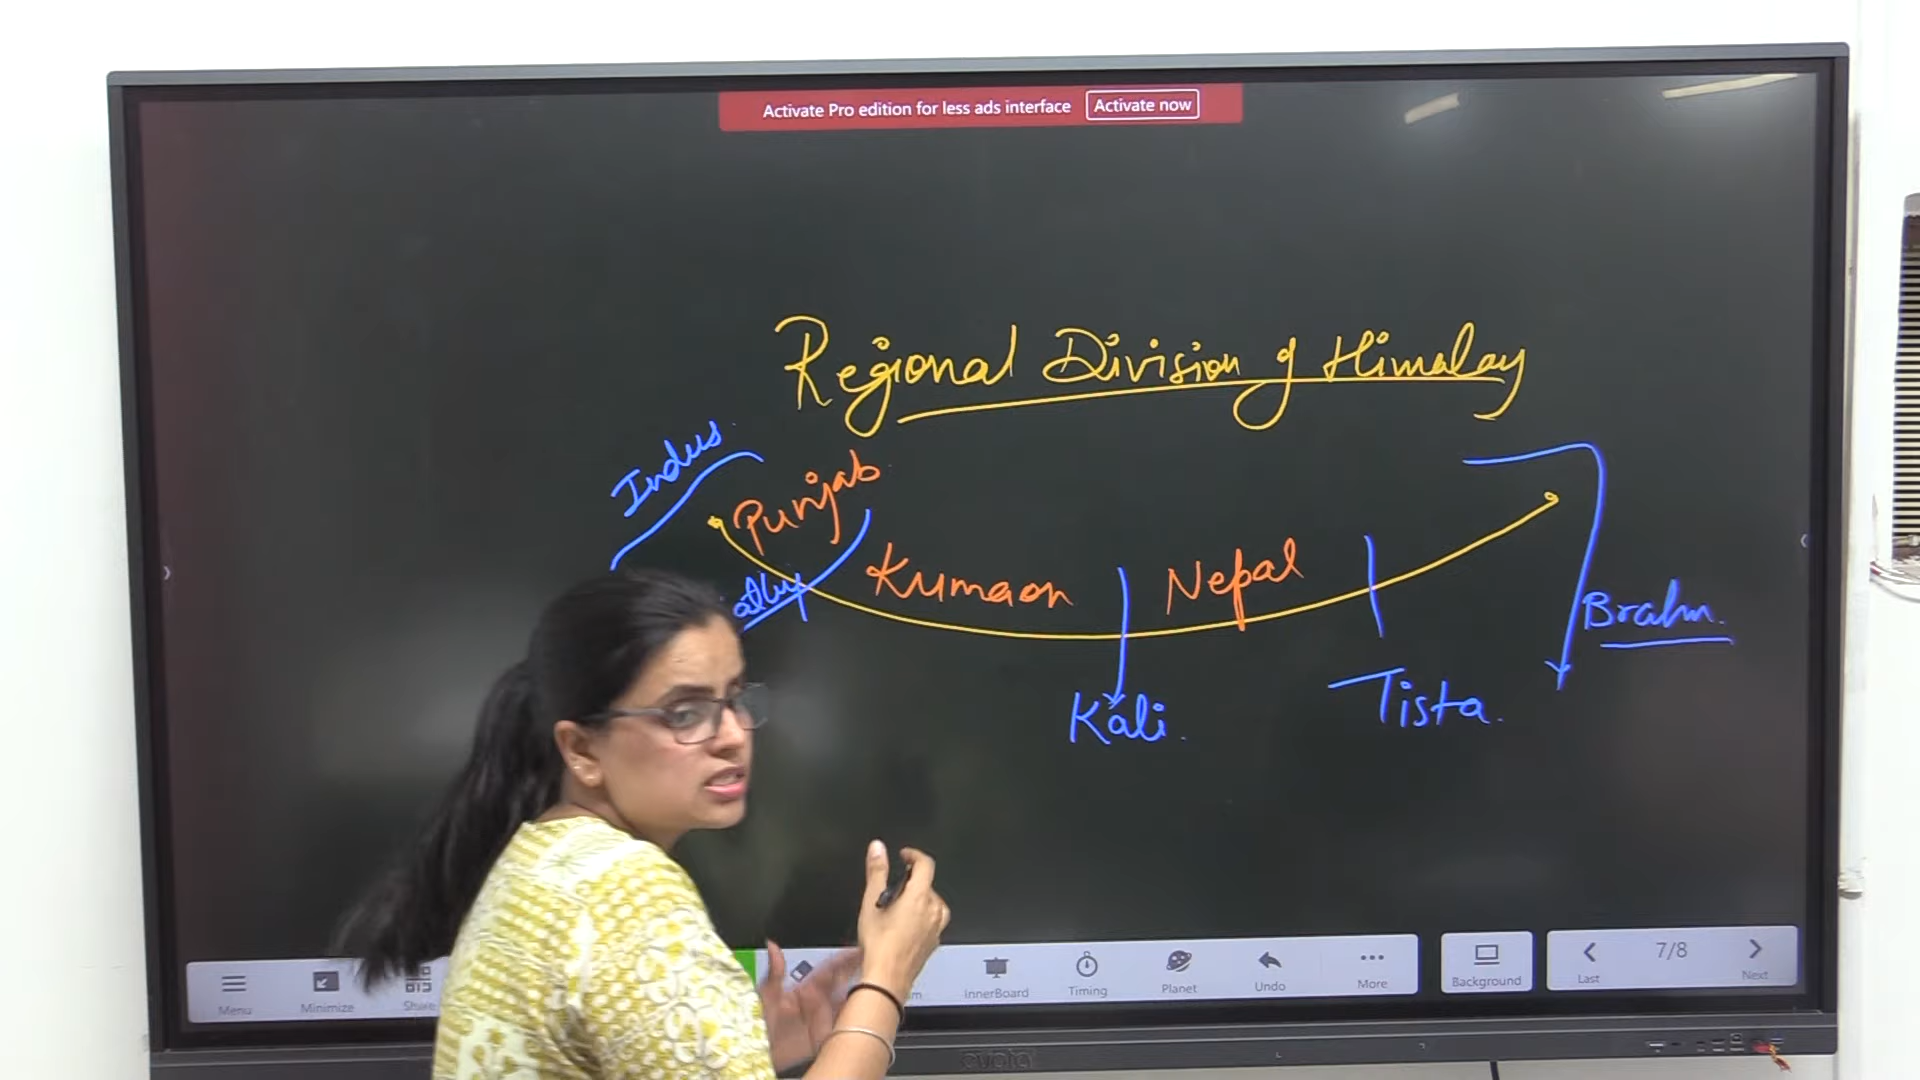 Activate Pro edition for less ads interface Activate now
Regional Division of Himalay
Indus
Punjab
Kumaon
Nepal
Brahm.
Kali
Tista.
Menu
Minimize
Share
InnerBoard
Timing
Planet
Undo
More
Background
Last
7/8
Next